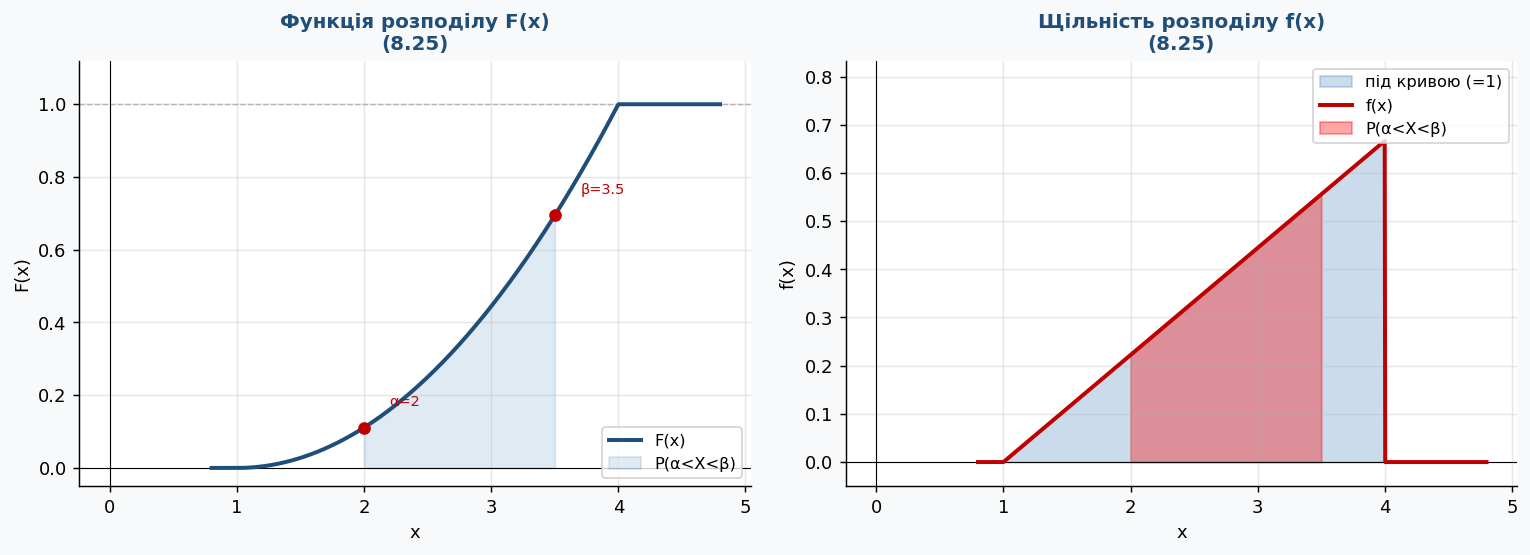 Функція розподілу F(x)
(8.25)
F(x)
1.0
0.8
0.6
0.4
0.2
0.0
β=3.5
α=2
F(x)
P(α<X<β)
0 1 2 3 4 5
x
Щільність розподілу f(x)
(8.25)
f(x)
0.8
0.7
0.6
0.5
0.4
0.3
0.2
0.1
0.0
під кривою (=1)
f(x)
P(α<X<β)
0 1 2 3 4 5
x